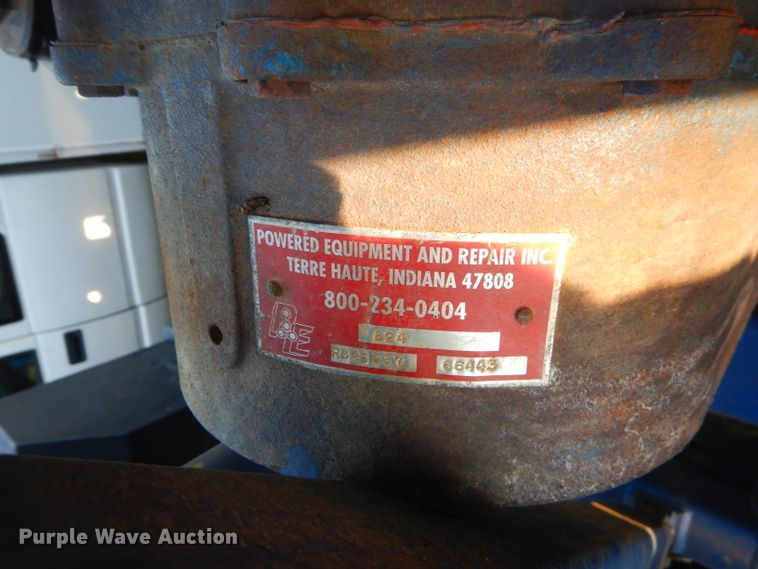 POWERED EQUIPMENT AND REPAIR INC.
TERRE HAUTE, INDIANA 47808
800-234-0404
PE
824
66443
Purple Wave Auction